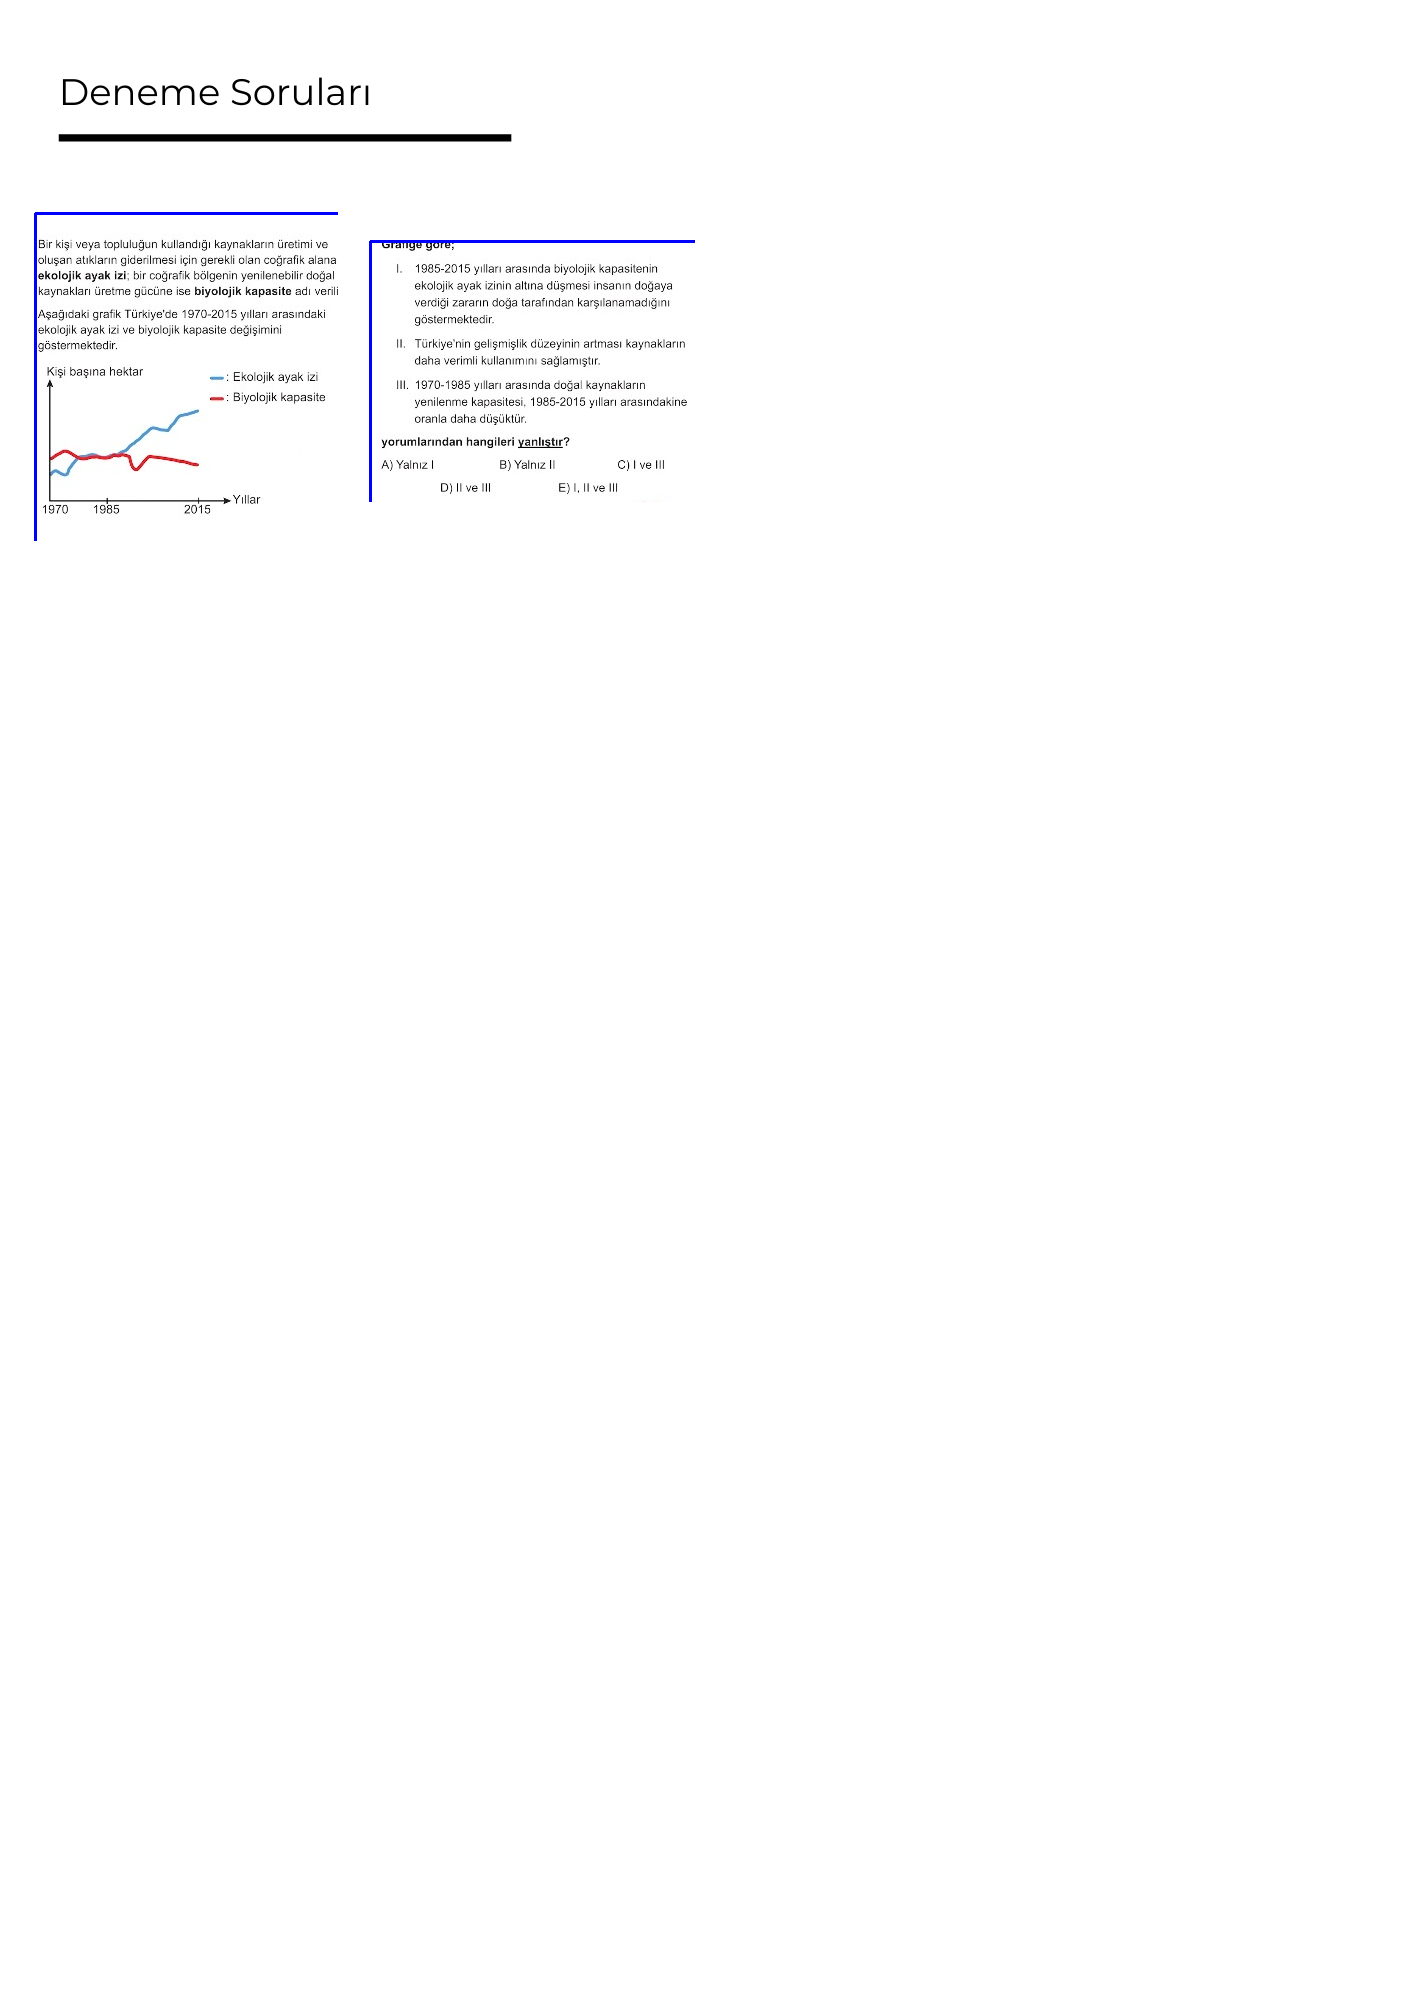 Deneme Soruları
Bir kişi veya topluluğun kullandığı kaynakların üretimi ve
oluşan atıkların giderilmesi için gerekli olan coğrafik alana
ekolojik ayak izi; bir coğrafik bölgenin yenilenebilir doğal
kaynakları üretme gücüne ise biyolojik kapasite adı verili
Aşağıdaki grafik Türkiye'de 1970-2015 yılları arasındaki
ekolojik ayak izi ve biyolojik kapasite değişimini
göstermektedir.
Kişi başına hektar
: Ekolojik ayak izi
: Biyolojik kapasite
Yıllar
1970 1985 2015
Grafiğe göre;
I. 1985-2015 yılları arasında biyolojik kapasitenin
ekolojik ayak izinin altına düşmesi insanın doğaya
verdiği zararın doğa tarafından karşılanamadığını
göstermektedir.
II. Türkiye'nin gelişmişlik düzeyinin artması kaynakların
daha verimli kullanımını sağlamıştır.
III. 1970-1985 yılları arasında doğal kaynakların
yenilenme kapasitesi, 1985-2015 yılları arasındakine
oranla daha düşüktür.
yorumlarından hangileri yanlıştır?
A) Yalnız I B) Yalnız II C) I ve III
D) II ve III E) I, II ve III